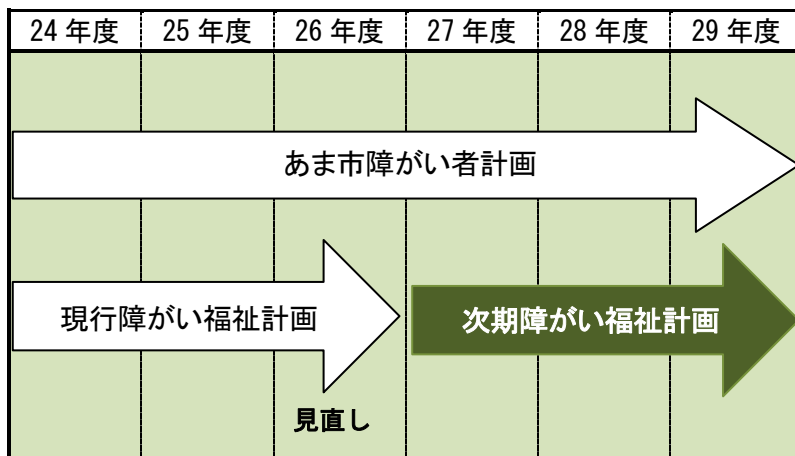 24 年度 25 年度 26 年度 27 年度 28 年度 29 年度
あま市障がい者計画
現行障がい福祉計画 次期障がい福祉計画
見直し